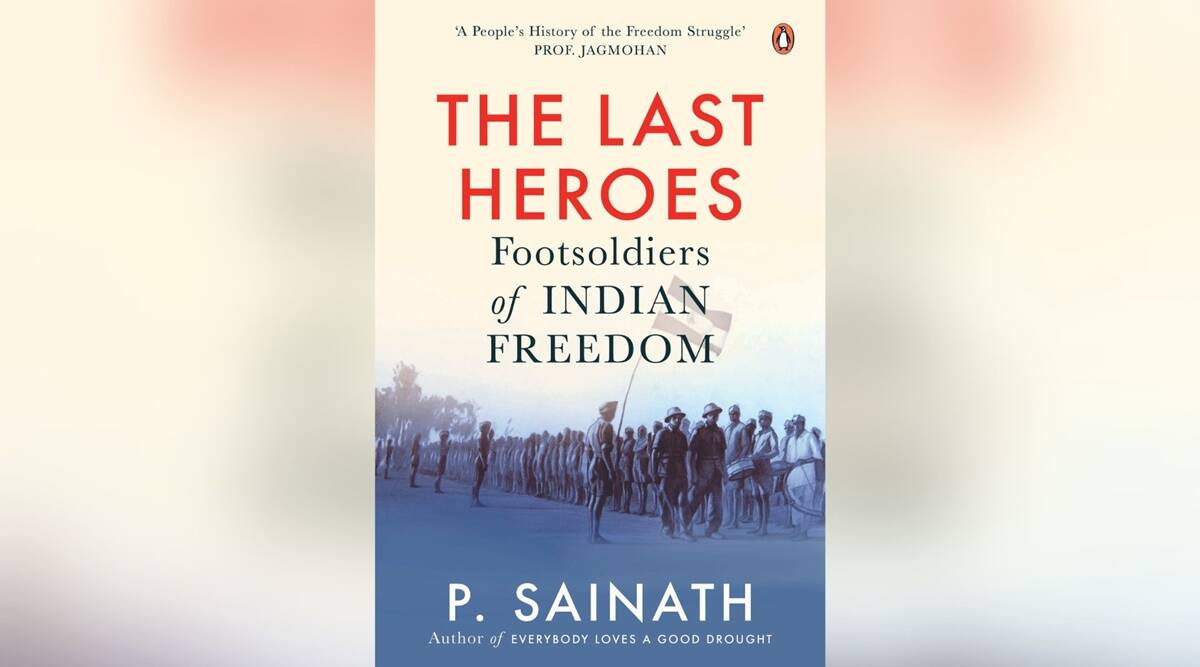 ‘A People’s History of the Freedom Struggle’
PROF. JAGMOHAN
THE LAST
HEROES
Footsoldiers
of INDIAN
FREEDOM
P. SAINATH
Author of EVERYBODY LOVES A GOOD DROUGHT